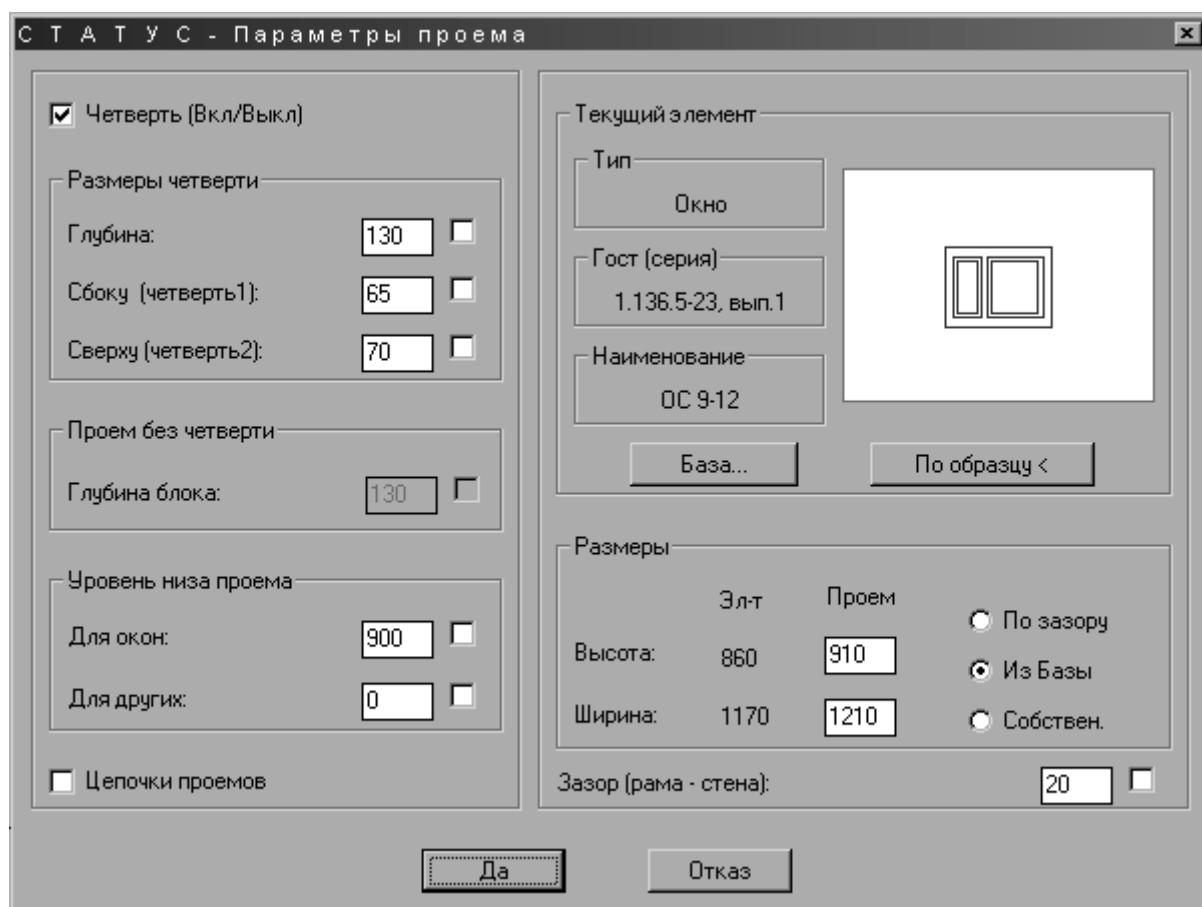 С Т А Т У С - Параметры проема
Четверть (Вкл/Выкл)
Размеры четверти
Глубина: 130
Сбоку (четверть1): 65
Сверху (четверть2): 70
Проем без четверти
Глубина блока: 130
Уровень низа проема
Для окон: 900
Для других: 0
Цепочки проемов
Текущий элемент
Тип
Окно
Гост (серия)
1.136.5-23, вып.1
Наименование
ОС 9-12
База... По образцу <
Размеры
Эл-т Проем
Высота: 860 910
Ширина: 1170 1210
По зазору
Из Базы
Собствен.
Зазор (рама - стена): 20
Да Отказ